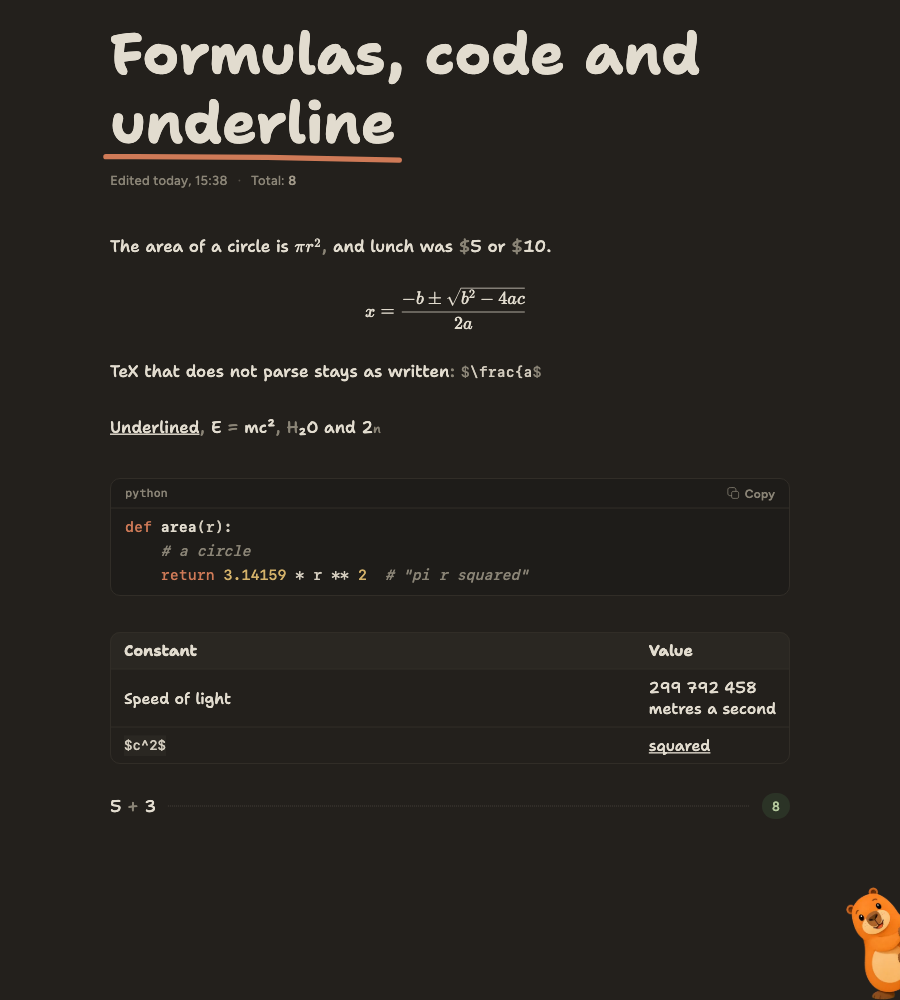 Formulas, code and
underline
Edited today, 15:38 · Total: 8
The area of a circle is πr², and lunch was $5 or $10.
x = (−b ± √(b² − 4ac)) / 2a
TeX that does not parse stays as written: $\frac{a$
Underlined, E = mc², H₂O and 2n
python
Copy
def area(r):
    # a circle
    return 3.14159 * r ** 2  # "pi r squared"
Constant Value
Speed of light 299 792 458
metres a second
$c^2$ squared
5 + 3 8